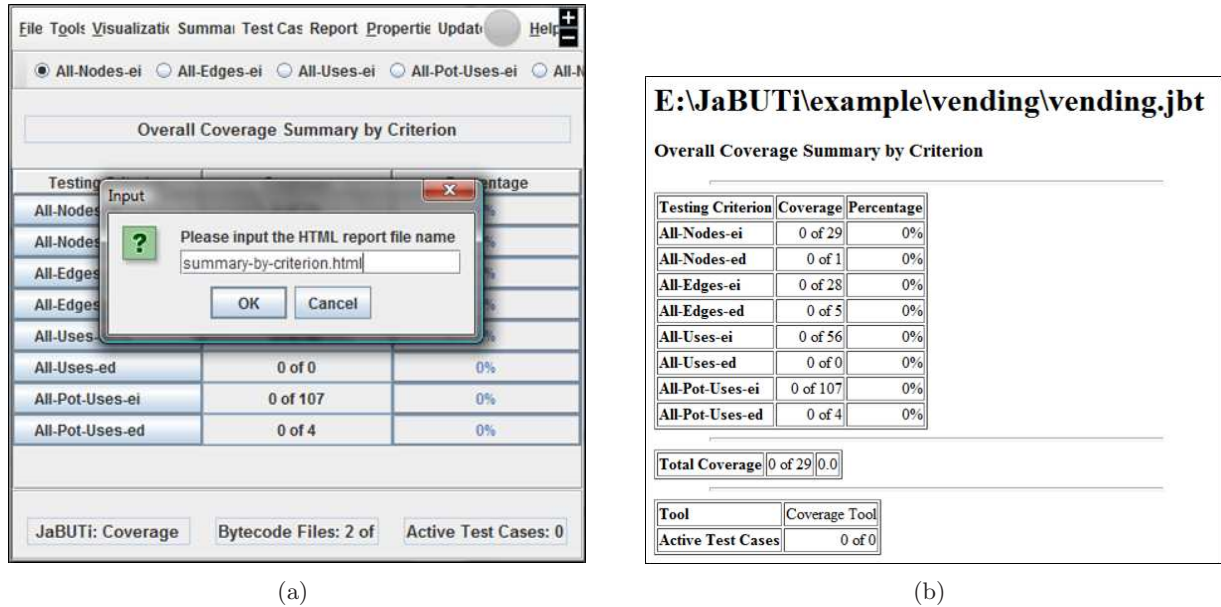 File Tools Visualizatic Summai Test Cas Report Propertie Updat Help
All-Nodes-ei All-Edges-ei All-Uses-ei All-Pot-Uses-ei All-N
Overall Coverage Summary by Criterion
Testing entage
Input
Please input the HTML report file name
summary-by-criterion.html
OK Cancel
All-Nodes %
All-Nodes %
All-Edges %
All-Edges %
All-Uses- %
All-Uses-ed 0 of 0 0%
All-Pot-Uses-ei 0 of 107 0%
All-Pot-Uses-ed 0 of 4 0%
JaBUTi: Coverage Bytecode Files: 2 of Active Test Cases: 0
(a)
E:\JaBUTi\example\vending\vending.jbt
Overall Coverage Summary by Criterion
Testing Criterion Coverage Percentage
All-Nodes-ei 0 of 29 0%
All-Nodes-ed 0 of 1 0%
All-Edges-ei 0 of 28 0%
All-Edges-ed 0 of 5 0%
All-Uses-ei 0 of 56 0%
All-Uses-ed 0 of 0 0%
All-Pot-Uses-ei 0 of 107 0%
All-Pot-Uses-ed 0 of 4 0%
Total Coverage 0 of 29 0.0
Tool Coverage Tool
Active Test Cases 0 of 0
(b)